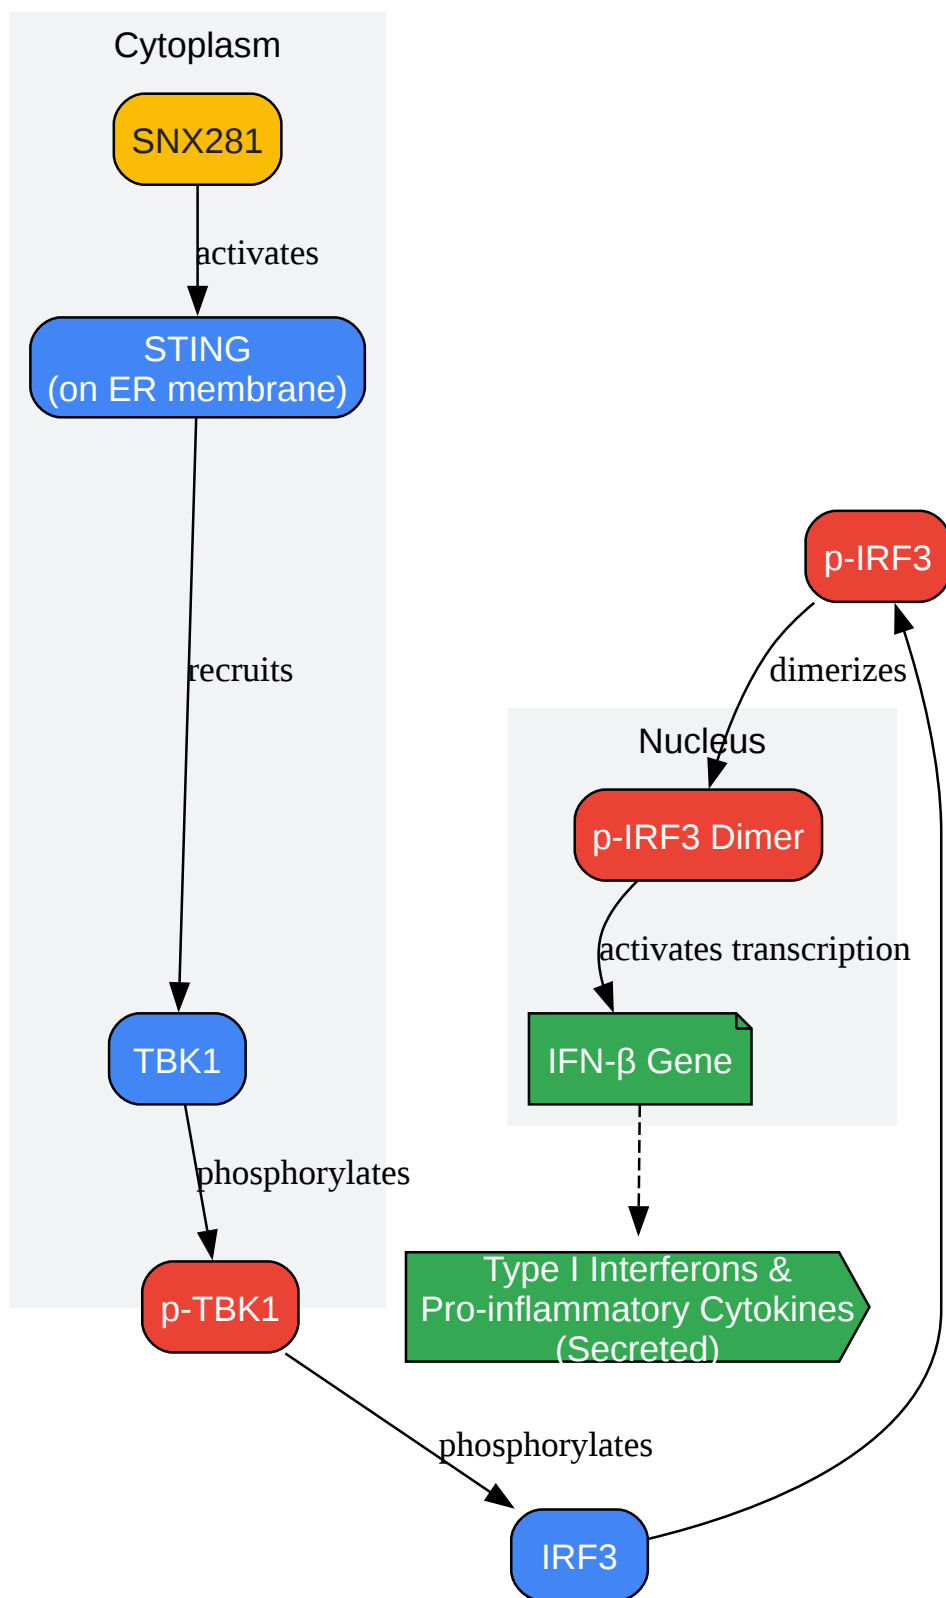 Cytoplasm
SNX281
activates
STING
(on ER membrane)
recruits
TBK1
phosphorylates
p-TBK1
phosphorylates
IRF3
p-IRF3
dimerizes
Nucleus
p-IRF3 Dimer
activates transcription
IFN-β Gene
Type I Interferons &
Pro-inflammatory Cytokines
(Secreted)